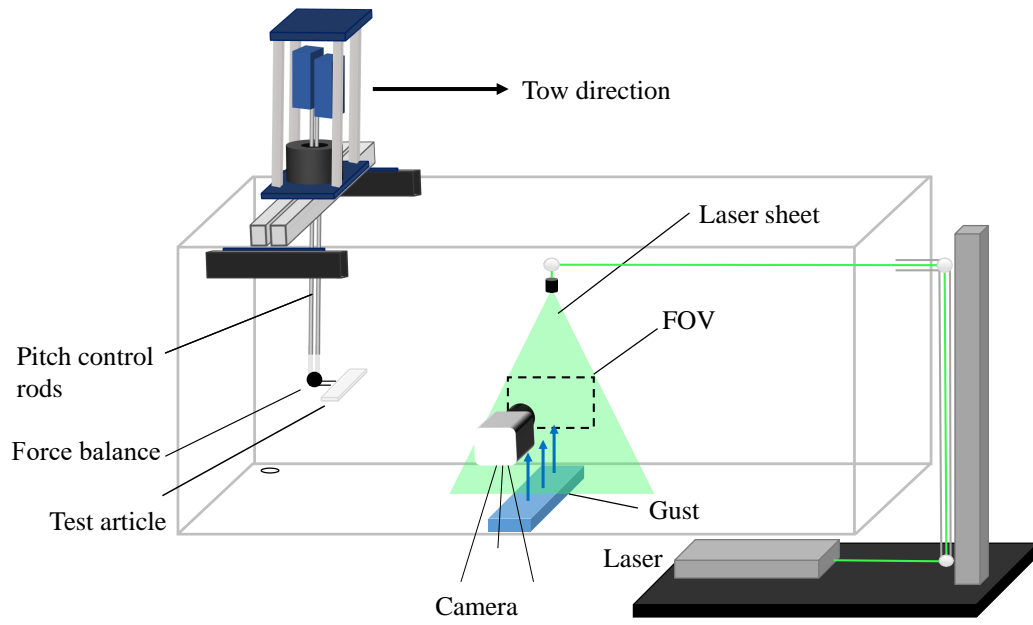 Tow direction
Laser sheet
FOV
Pitch control
rods
Force balance
Test article
Gust
Laser
Camera